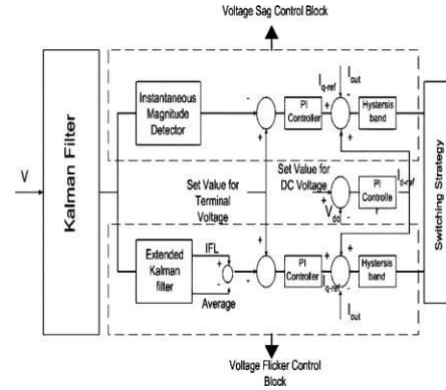 Voltage Sag Control Block
Kalman Filter
V
Instantaneous
Magnitude
Detector
-
+
PI
Controller
Iq-ref
Iout
+
-
+
Hystersis
band
Switching Strategy
Set Value for
Terminal
Voltage
Set Value for
DC Voltage
+
-
PI
Controlle
r
Id-ref
Extended
Kalman
filter
IFL
+
-
Average
+
-
PI
Controller
Iq-ref
+
+
-
Iout
Hystersis
band
Voltage Flicker Control
Block